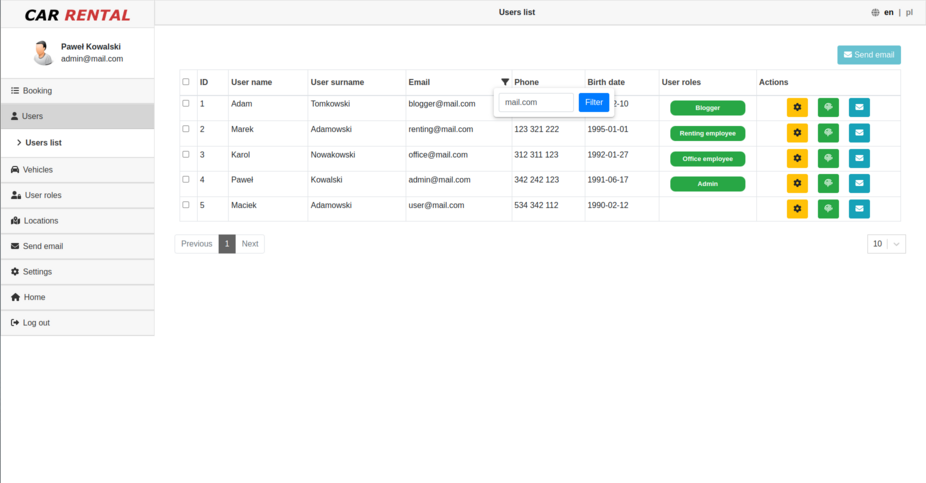 CAR RENTAL
Users list
en | pl
Paweł Kowalski
admin@mail.com
Send email
Booking
Users
Users list
Vehicles
User roles
Locations
Send email
Settings
Home
Log out
ID User name User surname Email Phone Birth date User roles Actions
mail.com Filter
1 Adam Tomkowski blogger@mail.com 2-10 Blogger
2 Marek Adamowski renting@mail.com 123 321 222 1995-01-01 Renting employee
3 Karol Nowakowski office@mail.com 312 311 123 1992-01-27 Office employee
4 Paweł Kowalski admin@mail.com 342 242 123 1991-06-17 Admin
5 Maciek Adamowski user@mail.com 534 342 112 1990-02-12
Previous 1 Next
10